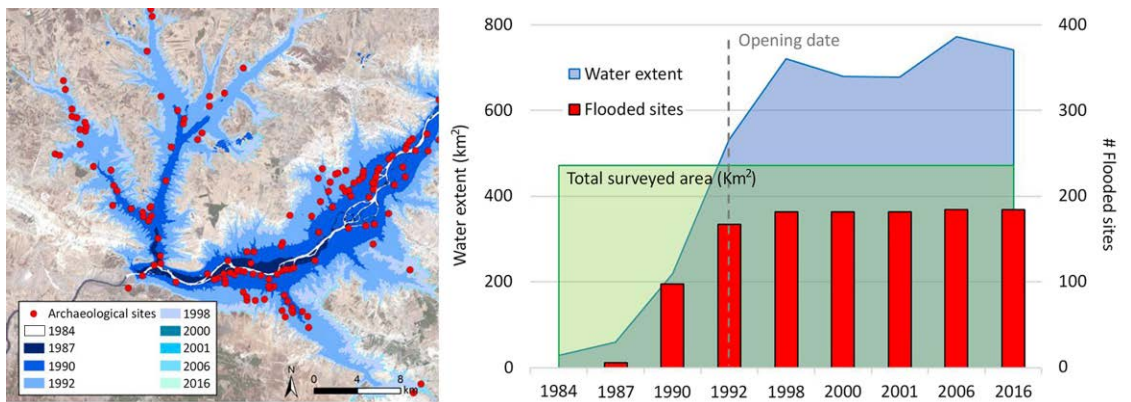 Archaeological sites
1984
1987
1990
1992
1998
2000
2001
2006
2016
N
0 4 8
km
800
600
400
200
0
Water extent (km²)
Opening date
Water extent
Flooded sites
Total surveyed area (Km²)
400
300
200
100
0
# Flooded sites
1984 1987 1990 1992 1998 2000 2001 2006 2016